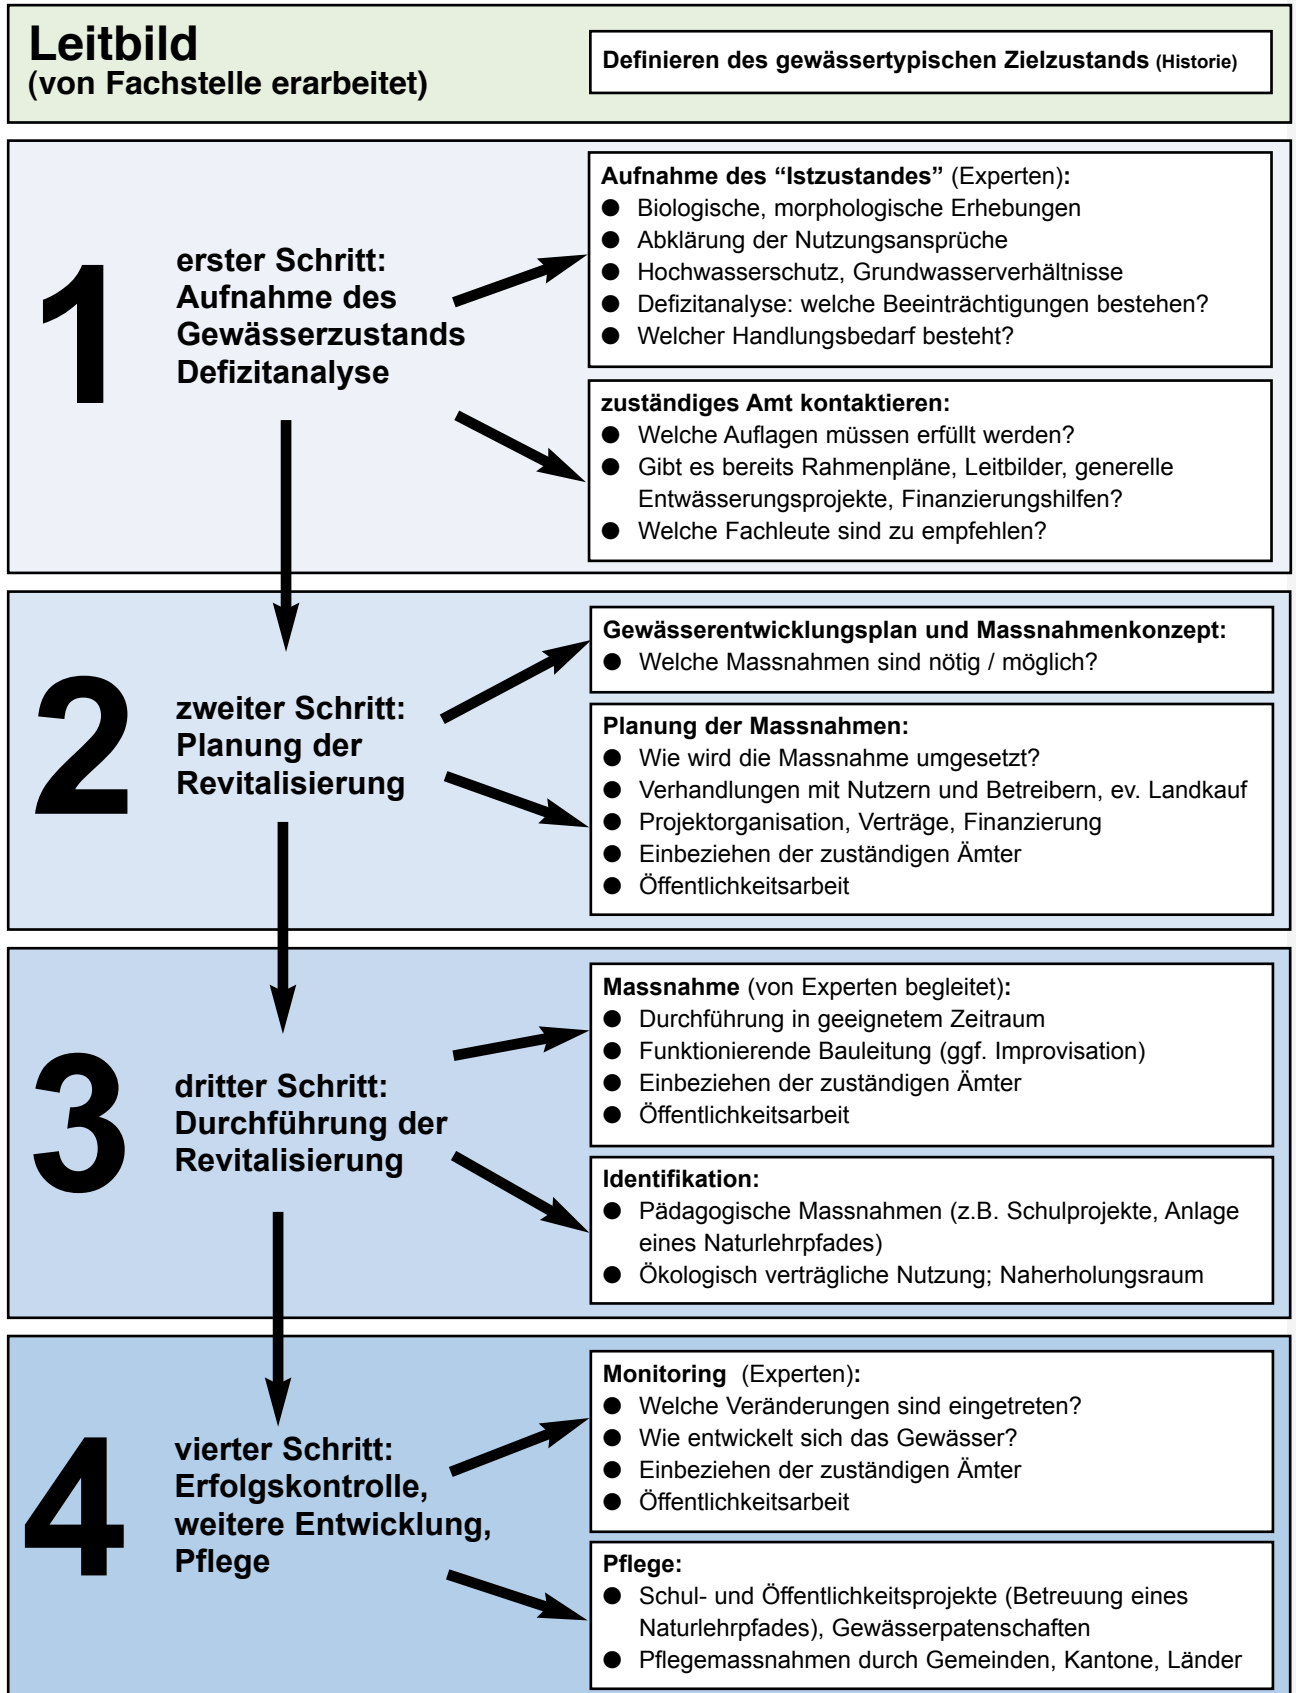 Leitbild
(von Fachstelle erarbeitet)
Definieren des gewässertypischen Zielzustands (Historie)
1
erster Schritt:
Aufnahme des
Gewässerzustands
Defizitanalyse
Aufnahme des “Istzustandes” (Experten):
● Biologische, morphologische Erhebungen
● Abklärung der Nutzungsansprüche
● Hochwasserschutz, Grundwasserverhältnisse
● Defizitanalyse: welche Beeinträchtigungen bestehen?
● Welcher Handlungsbedarf besteht?
zuständiges Amt kontaktieren:
● Welche Auflagen müssen erfüllt werden?
● Gibt es bereits Rahmenpläne, Leitbilder, generelle
Entwässerungsprojekte, Finanzierungshilfen?
● Welche Fachleute sind zu empfehlen?
2
zweiter Schritt:
Planung der
Revitalisierung
Gewässerentwicklungsplan und Massnahmenkonzept:
● Welche Massnahmen sind nötig / möglich?
Planung der Massnahmen:
● Wie wird die Massnahme umgesetzt?
● Verhandlungen mit Nutzern und Betreibern, ev. Landkauf
● Projektorganisation, Verträge, Finanzierung
● Einbeziehen der zuständigen Ämter
● Öffentlichkeitsarbeit
3
dritter Schritt:
Durchführung der
Revitalisierung
Massnahme (von Experten begleitet):
● Durchführung in geeignetem Zeitraum
● Funktionierende Bauleitung (ggf. Improvisation)
● Einbeziehen der zuständigen Ämter
● Öffentlichkeitsarbeit
Identifikation:
● Pädagogische Massnahmen (z.B. Schulprojekte, Anlage
eines Naturlehrpfades)
● Ökologisch verträgliche Nutzung; Naherholungsraum
4
vierter Schritt:
Erfolgskontrolle,
weitere Entwicklung,
Pflege
Monitoring (Experten):
● Welche Veränderungen sind eingetreten?
● Wie entwickelt sich das Gewässer?
● Einbeziehen der zuständigen Ämter
● Öffentlichkeitsarbeit
Pflege:
● Schul- und Öffentlichkeitsprojekte (Betreuung eines
Naturlehrpfades), Gewässerpatenschaften
● Pflegemassnahmen durch Gemeinden, Kantone, Länder